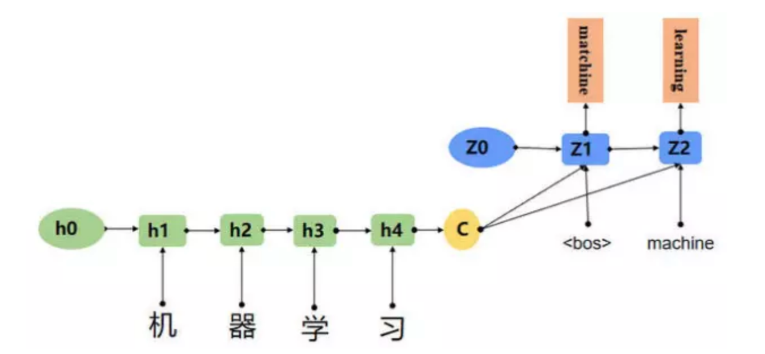 matchine
learning
Z0
Z1
Z2
h0
h1
h2
h3
h4
C
<bos>
machine
机
器
学
习